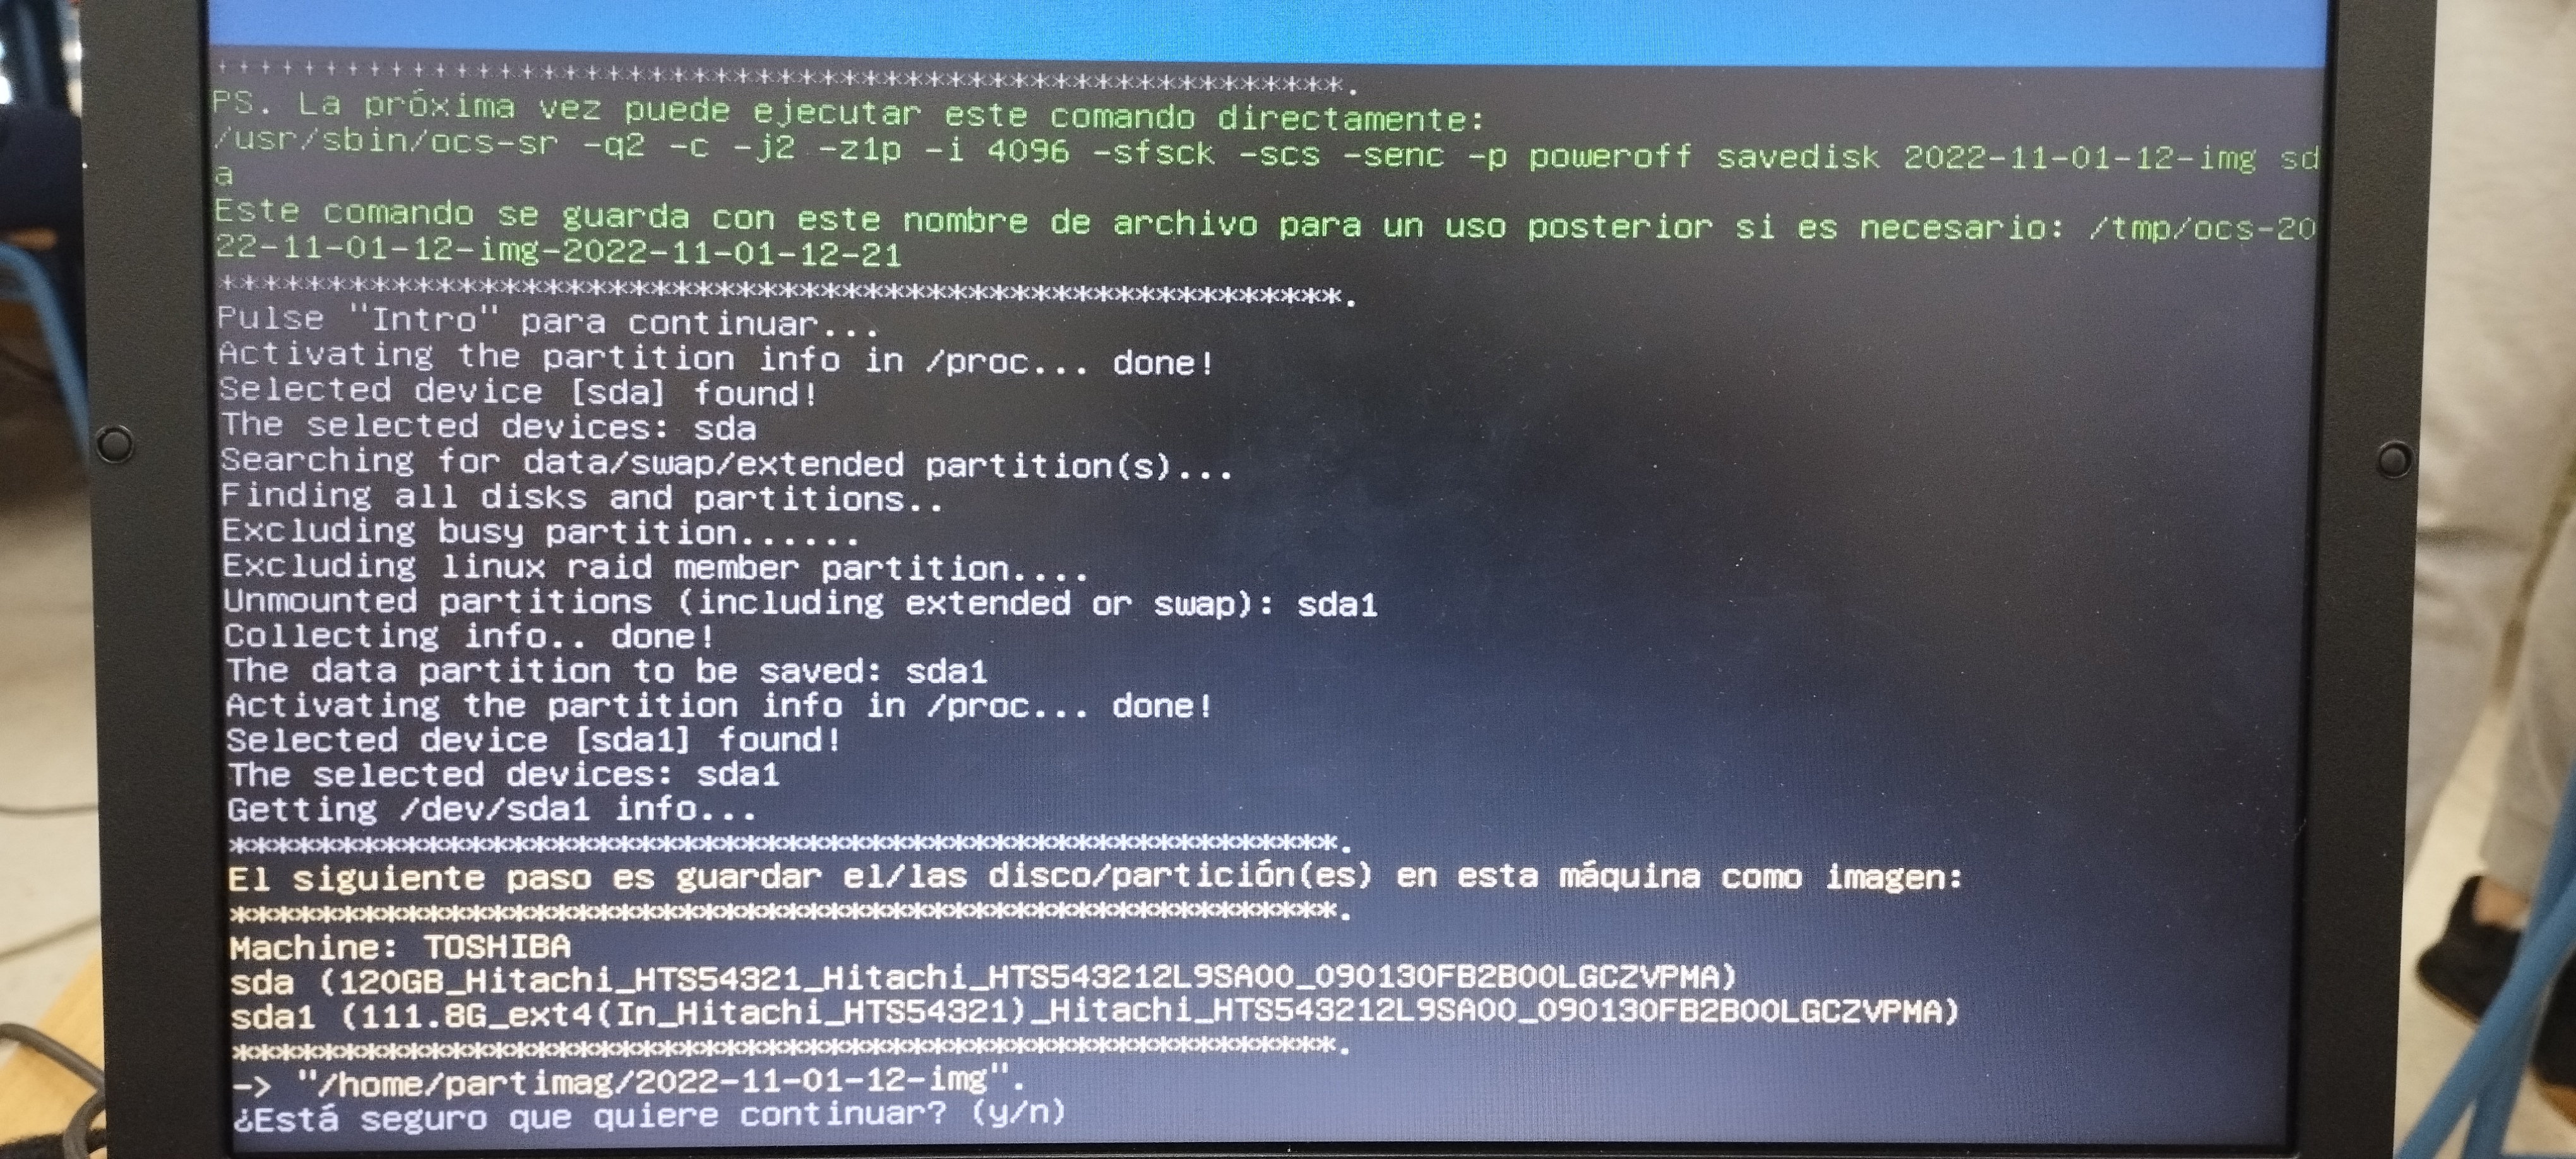 ++++++++++++++*************************************.
PS. La próxima vez puede ejecutar este comando directamente:
/usr/sbin/ocs-sr -q2 -c -j2 -z1p -i 4096 -sfsck -scs -senc -p poweroff savedisk 2022-11-01-12-img sd
a
Este comando se guarda con este nombre de archivo para un uso posterior si es necesario: /tmp/ocs-20
22-11-01-12-img-2022-11-01-12-21
*****************************************************.
Pulse "Intro" para continuar...
Activating the partition info in /proc... done!
Selected device [sda] found!
The selected devices: sda
Searching for data/swap/extended partition(s)...
Finding all disks and partitions..
Excluding busy partition......
Excluding linux raid member partition....
Unmounted partitions (including extended or swap): sda1
Collecting info.. done!
The data partition to be saved: sda1
Activating the partition info in /proc... done!
Selected device [sda1] found!
The selected devices: sda1
Getting /dev/sda1 info...
*****************************************************.
El siguiente paso es guardar el/las disco/partición(es) en esta máquina como imagen:
*****************************************************.
Machine: TOSHIBA
sda (120GB_Hitachi_HTS54321_Hitachi_HTS543212L9SA00_090130FB2B00LGCZVPMA)
sda1 (111.8G_ext4(In_Hitachi_HTS54321)_Hitachi_HTS543212L9SA00_090130FB2B00LGCZVPMA)
*****************************************************.
-> "/home/partimag/2022-11-01-12-img".
¿Está seguro que quiere continuar? (y/n)